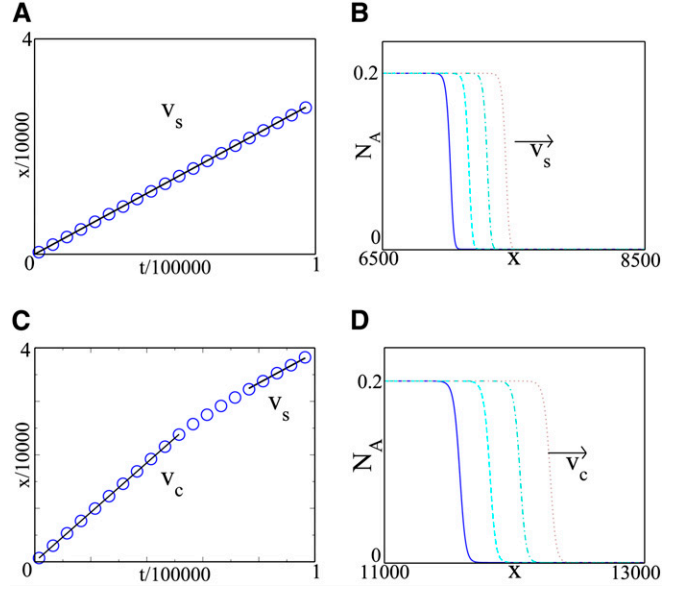 A
4
x/10000
v_s
0
t/100000
1
B
0.2
N_A
v_s
0
6500
x
8500
C
4
x/10000
v_s
v_c
0
t/100000
1
D
0.2
N_A
v_c
0
11000
x
13000